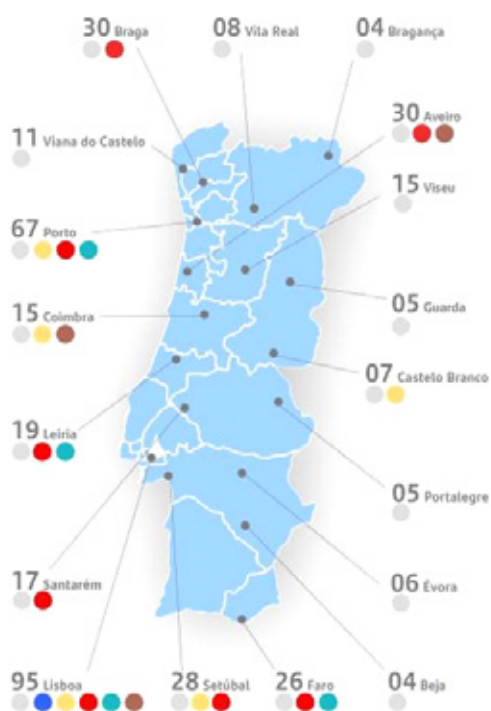 30 Braga
08 Vila Real
04 Bragança
30 Aveiro
11 Viana do Castelo
15 Viseu
67 Porto
05 Guarda
15 Coimbra
07 Castelo Branco
19 Leiria
05 Portalegre
17 Santarém
06 Évora
95 Lisboa
28 Setúbal
26 Faro
04 Beja